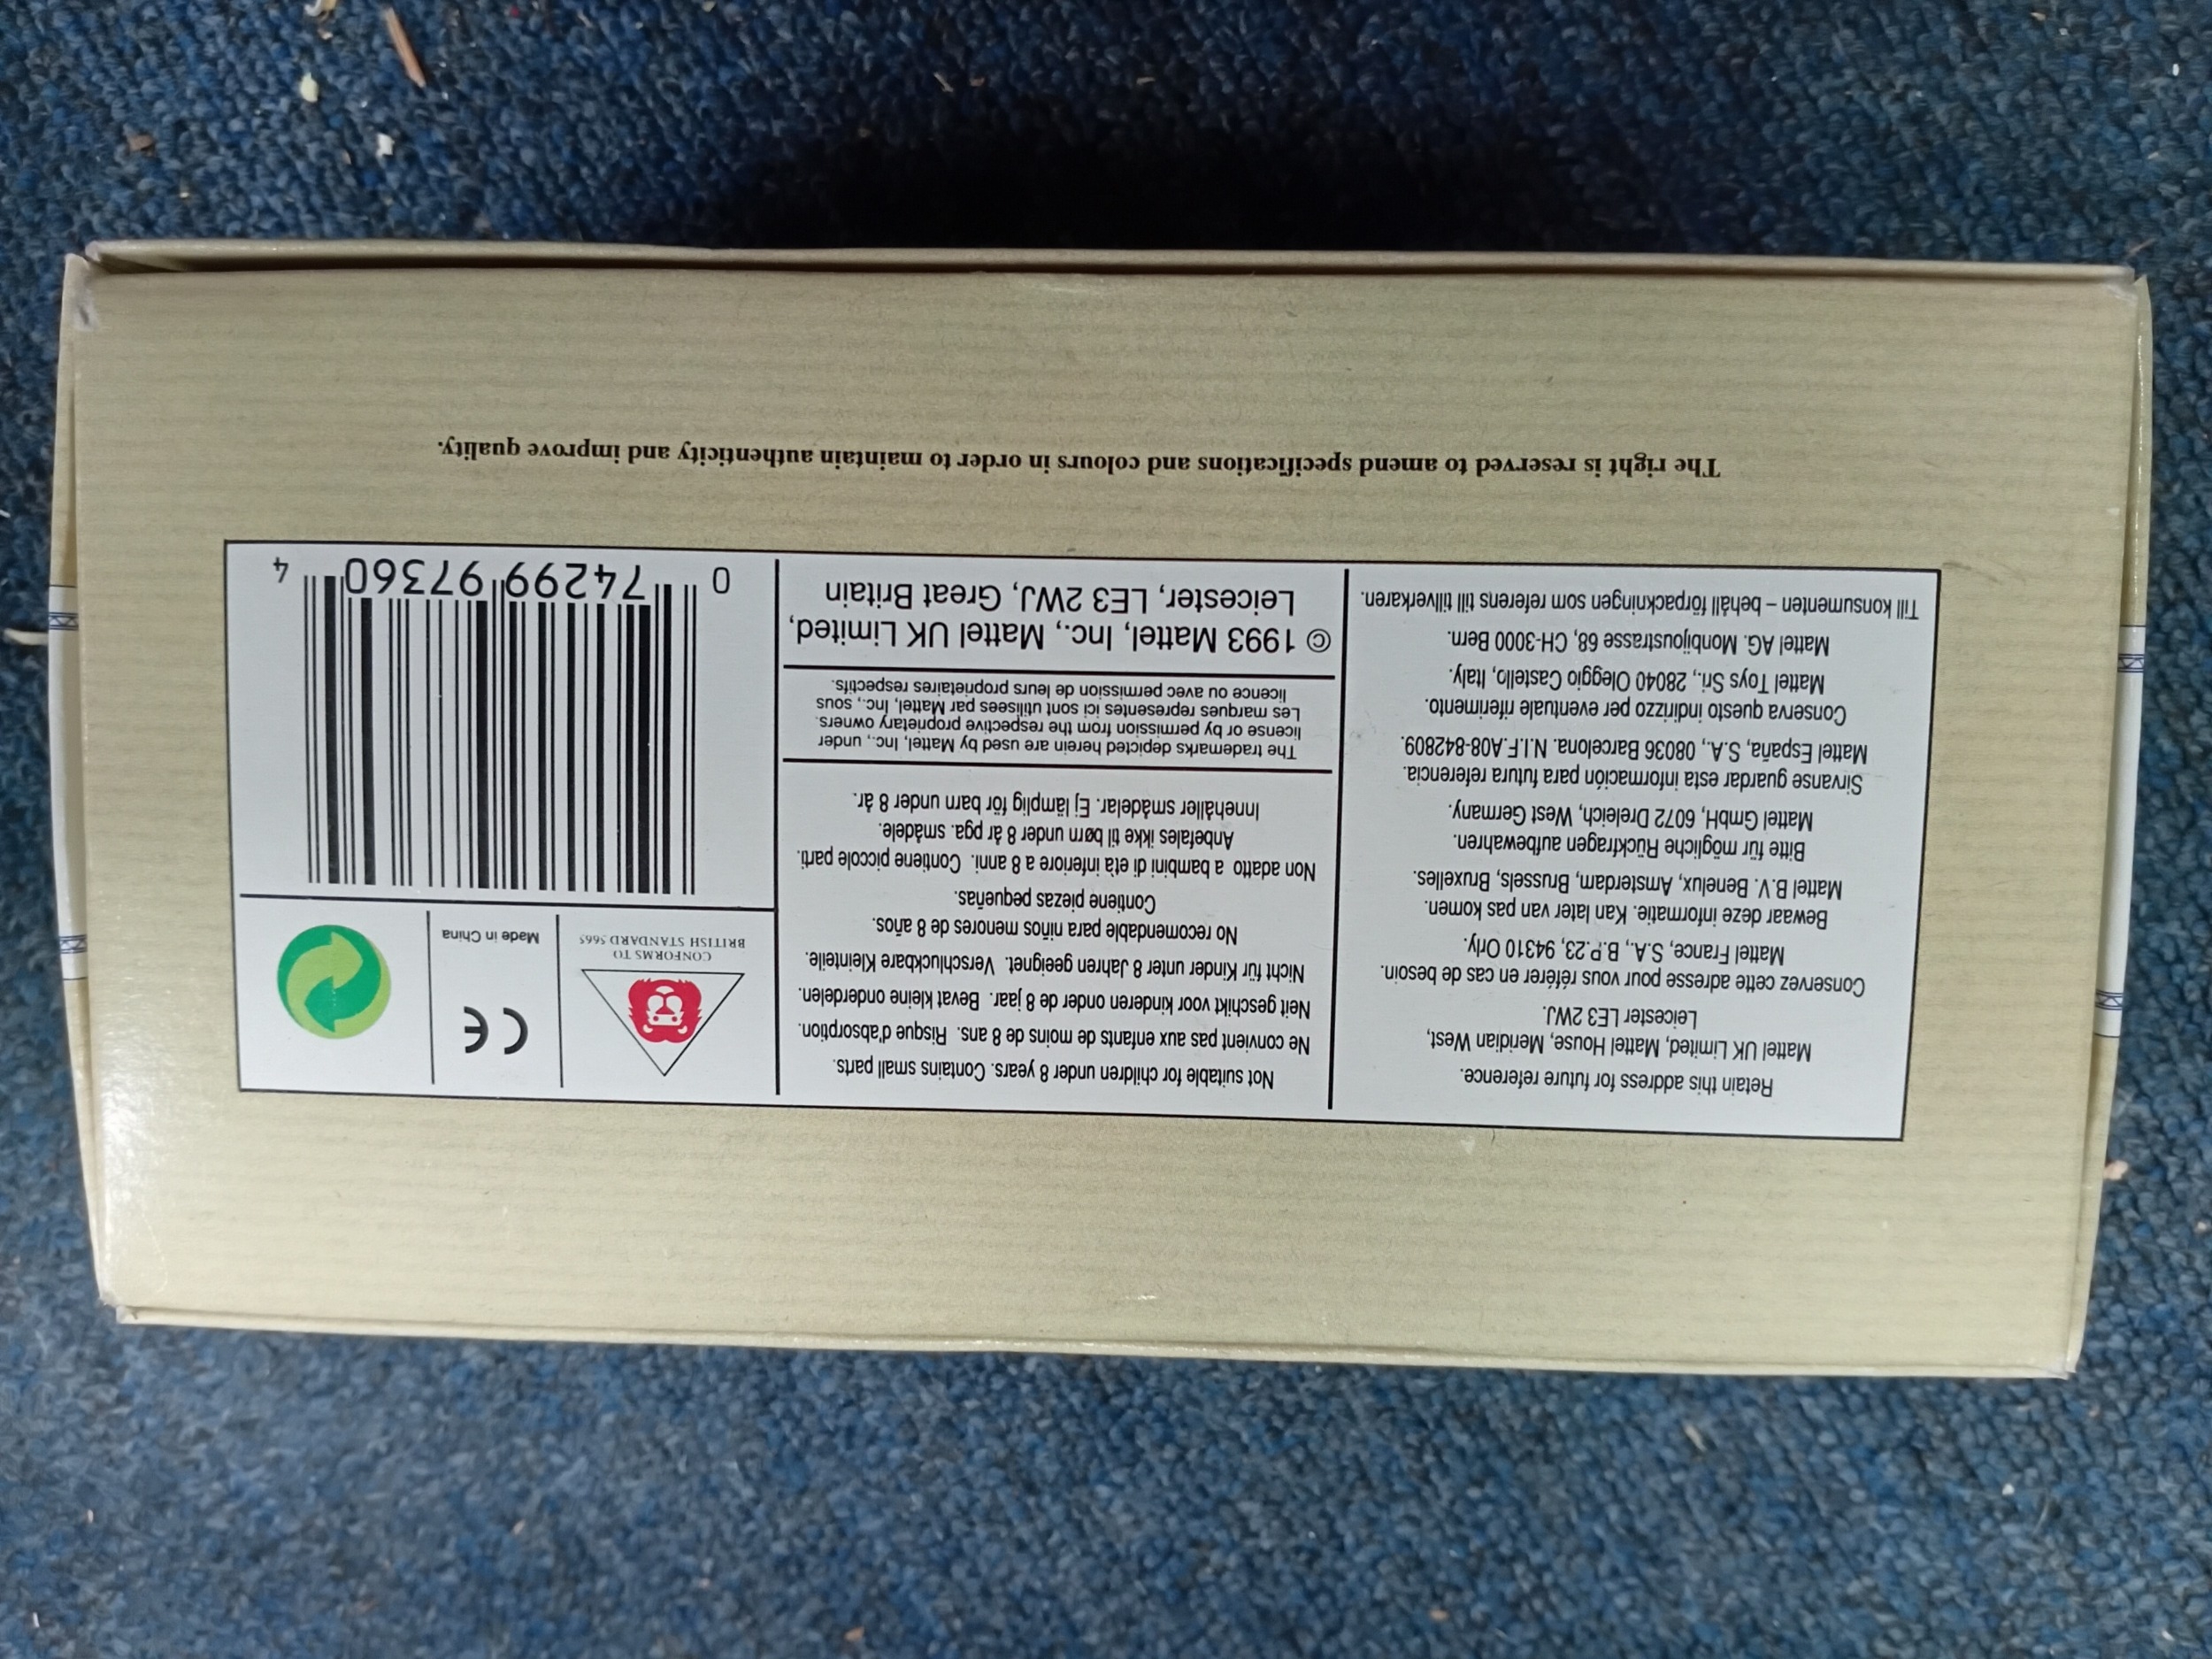 Retain this address for future reference.
Mattel UK Limited, Mattel House, Meridian West,
Leicester LE3 2WJ.
Conservez cette adresse pour vous référer en cas de besoin.
Mattel France, S.A., B.P.23, 94310 Orly.
Bewaar deze informatie. Kan later van pas komen.
Mattel B.V. Benelux, Amsterdam, Brussels, Bruxelles.
Bitte für mögliche Rückfragen aufbewahren.
Mattel GmbH, 6072 Dreleich, West Germany.
Sirvanse guardar esta información para futura referencia.
Mattel España, S.A., 08036 Barcelona. N.I.F.A08-842809.
Conserva questo indirizzo per eventuale riferimento.
Mattel Toys Sri., 28040 Oleggio Castello, Italy.
Mattel AG. Monbijoustrasse 68, CH-3000 Bern.
Till konsumenten – behåll förpackningen som referens till tillverkaren.
Not suitable for children under 8 years. Contains small parts.
Ne convient pas aux enfants de moins de 8 ans. Risque d'absorption.
Neit geschikt voor kinderen onder de 8 jaar. Bevat kleine onderdelen.
Nicht für Kinder unter 8 Jahren geeignet. Verschluckbare Kleinteile.
No recomendable para niños menores de 8 años.
Contiene piezas pequeñas.
Non adatto a bambini di età inferiore a 8 anni. Contiene piccole parti.
Anbefales ikke til børn under 8 år pga. smådele.
Innehåller smådelar. Ej lämplig för barn under 8 år.
The trademarks depicted herein are used by Mattel, Inc., under
license or by permission from the respective proprietary owners.
Les marques representes ici sont utilisees par Mattel, Inc., sous
licence ou avec permission de leurs proprietaires respectifs.
© 1993 Mattel, Inc., Mattel UK Limited,
Leicester, LE3 2WJ, Great Britain
CONFORMS TO
BRITISH STANDARD 5665
CE
Made in China
0 74299 97360 4
The right is reserved to amend specifications and colours in order to maintain authenticity and improve quality.